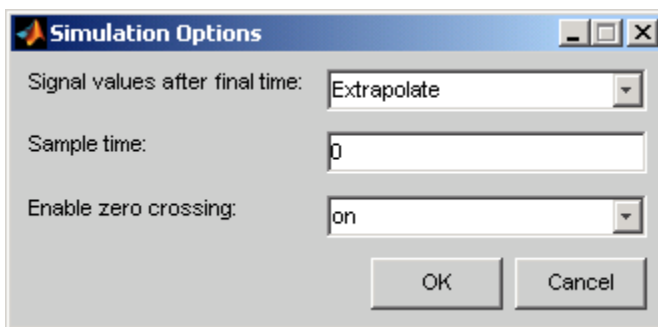 Simulation Options
Signal values after final time: Extrapolate
Sample time: 0
Enable zero crossing: on
OK Cancel